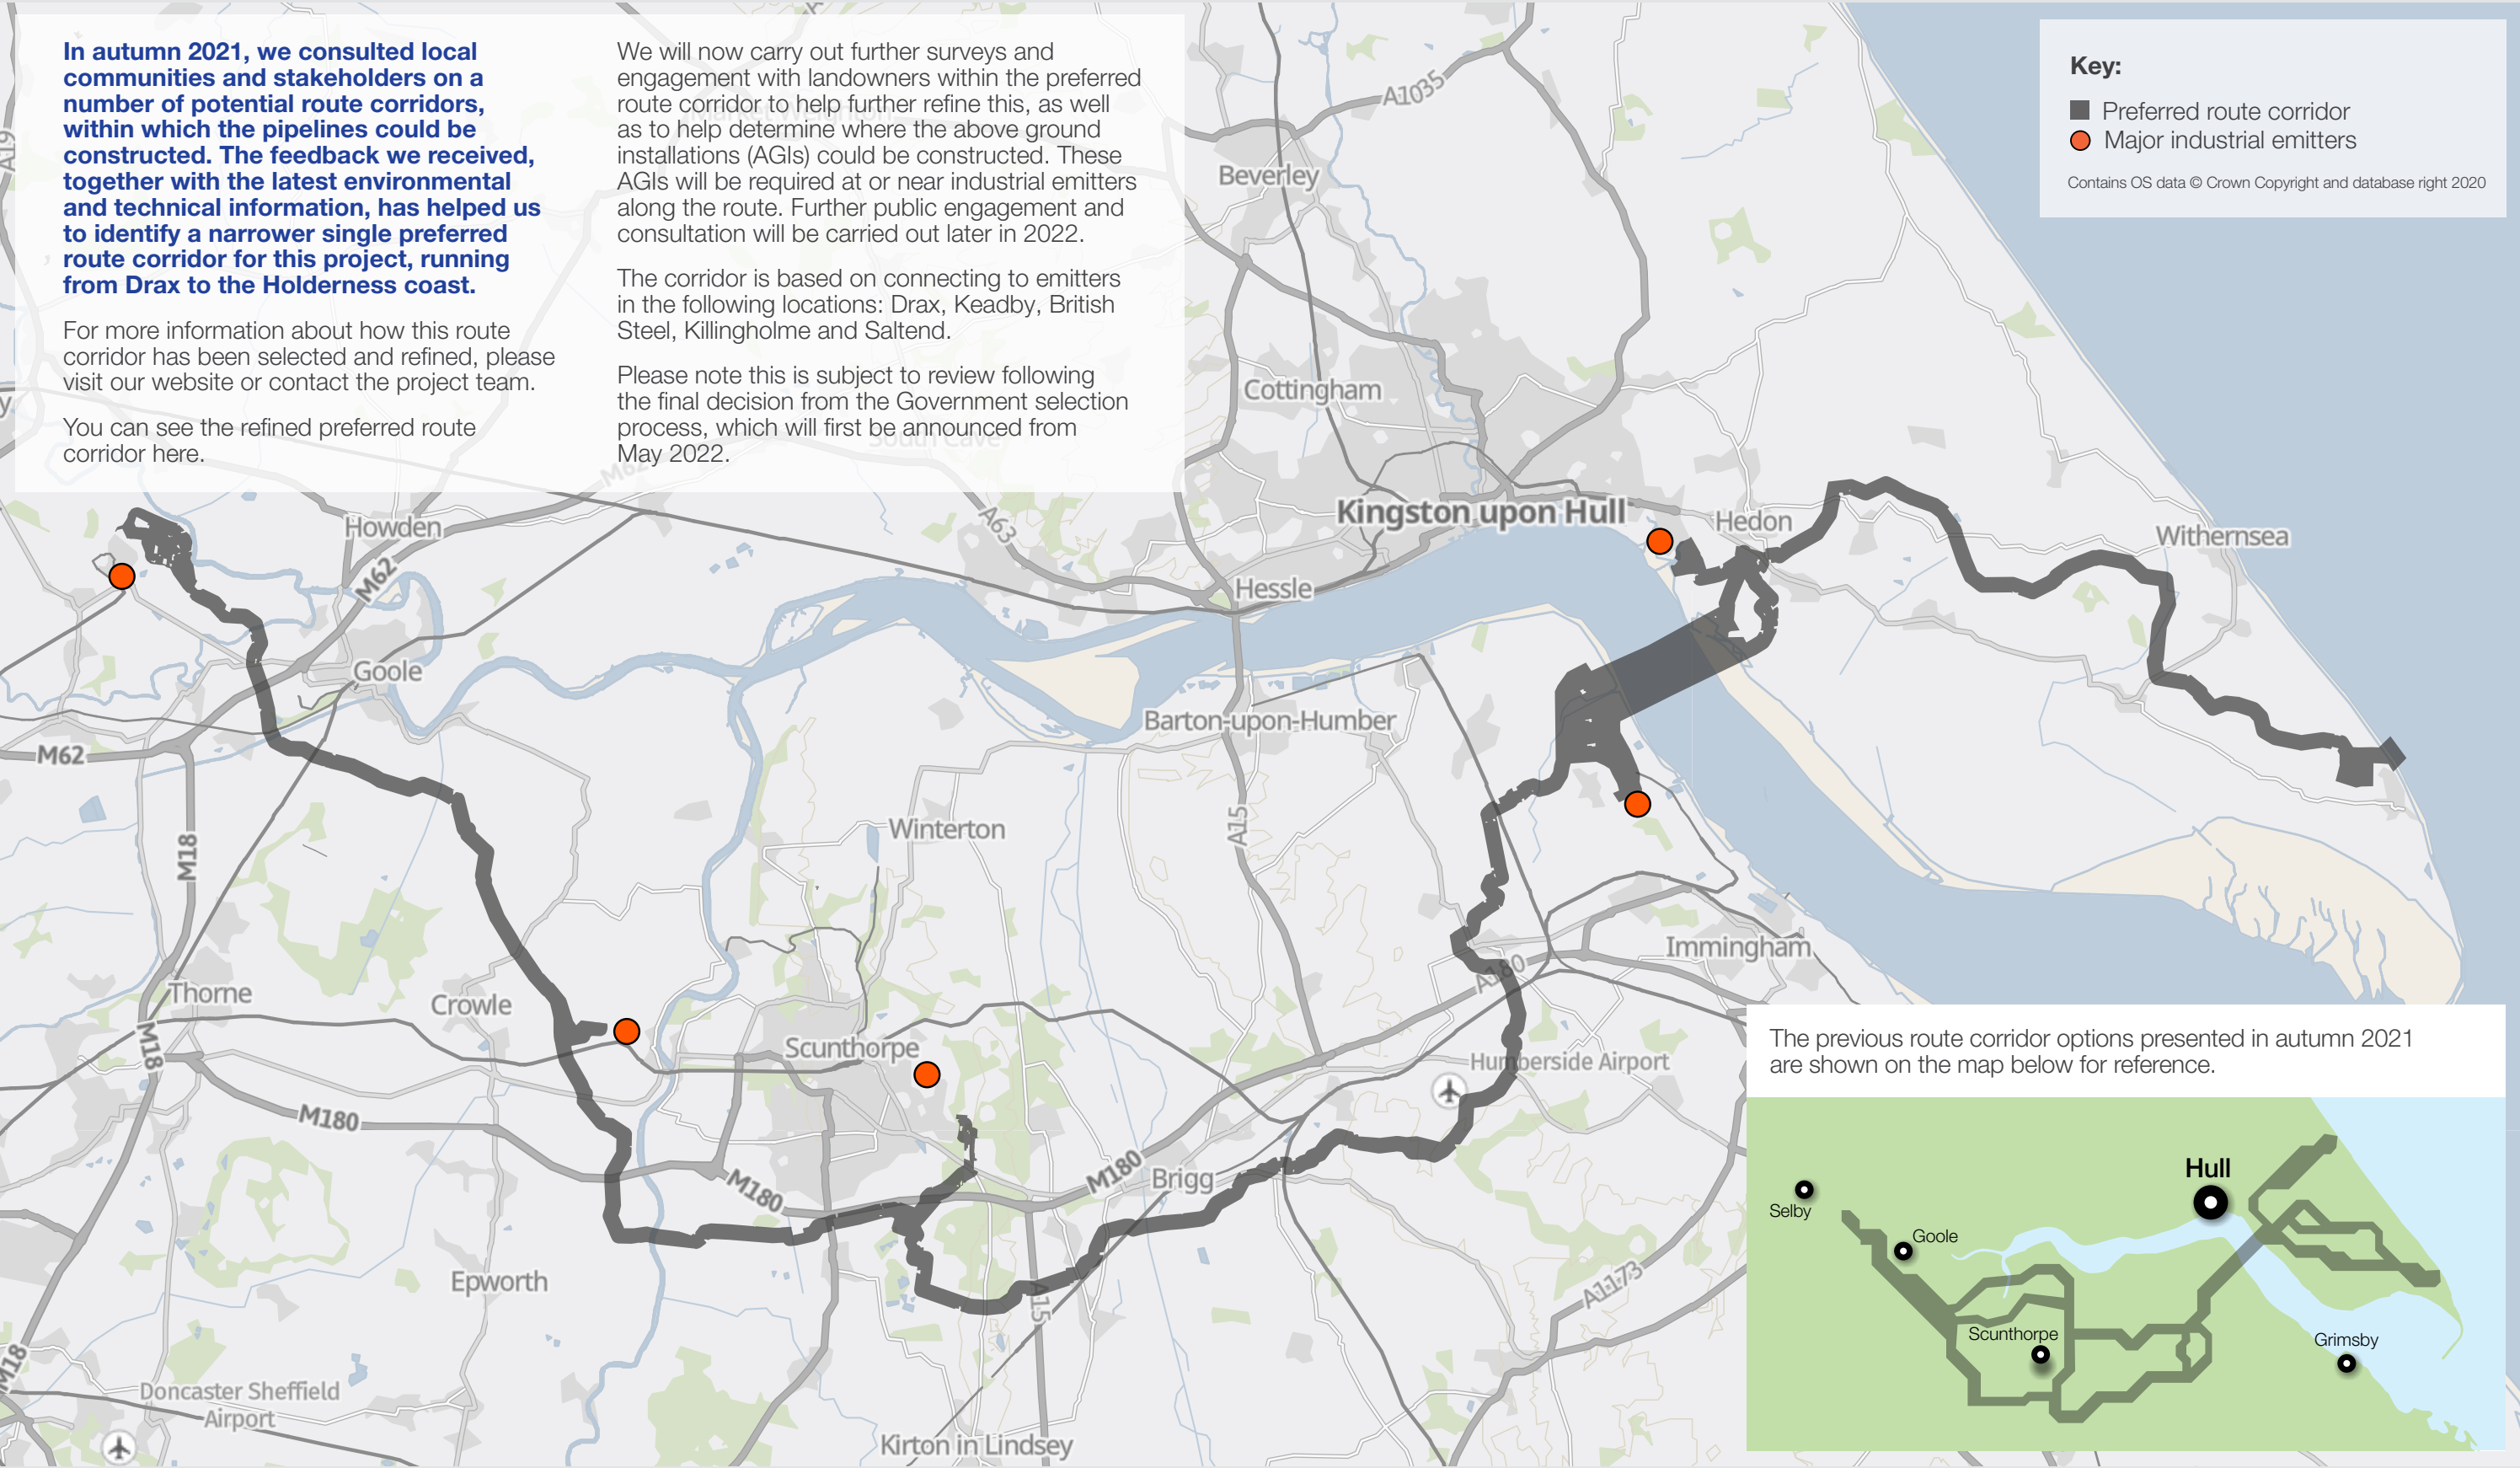 In autumn 2021, we consulted local
communities and stakeholders on a
number of potential route corridors,
within which the pipelines could be
constructed. The feedback we received,
together with the latest environmental
and technical information, has helped us
to identify a narrower single preferred
route corridor for this project, running
from Drax to the Holderness coast.
For more information about how this route
corridor has been selected and refined, please
visit our website or contact the project team.
You can see the refined preferred route
corridor here.
We will now carry out further surveys and
engagement with landowners within the preferred
route corridor to help further refine this, as well
as to help determine where the above ground
installations (AGIs) could be constructed. These
AGIs will be required at or near industrial emitters
along the route. Further public engagement and
consultation will be carried out later in 2022.
The corridor is based on connecting to emitters
in the following locations: Drax, Keadby, British
Steel, Killingholme and Saltend.
Please note this is subject to review following
the final decision from the Government selection
process, which will first be announced from
May 2022.
Key:
Preferred route corridor
Major industrial emitters
Contains OS data © Crown Copyright and database right 2020
A19
Market Weighton
South Cave
M62
A1035
Beverley
Cottingham
Kingston upon Hull
Hedon
Withernsea
Howden
A63
M62
Hessle
Goole
Barton-upon-Humber
M62
M18
Winterton
A15
Thorne
Crowle
Immingham
A180
M18
Scunthorpe
Humberside Airport
M180
M180
M180
Brigg
Epworth
A15
A1173
M18
Doncaster Sheffield
Airport
Kirton in Lindsey
The previous route corridor options presented in autumn 2021
are shown on the map below for reference.
Hull
Selby
Goole
Scunthorpe
Grimsby